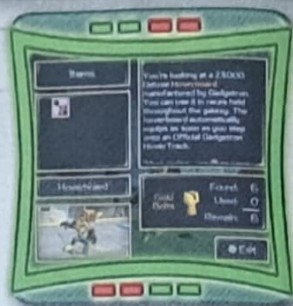 Items
You're looking at a Z3000
Deluxe Hoverboard
manufactured by Gadgetron.
You can use it in races held
throughout the galaxy. The
hoverboard automatically
equips as soon as you step
onto an Official Gadgetron
Hover Track.
Hoverboard
Gold
Bolts
Found: 6
Used: 0
Remain: 6
Exit